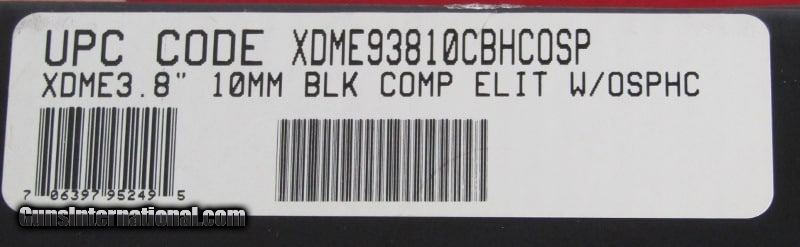 UPC CODE XDME93810CBHCOSP
XDME3.8" 10MM BLK COMP ELIT W/OSPHC
7 06397 95249 5
GunsInternational.com